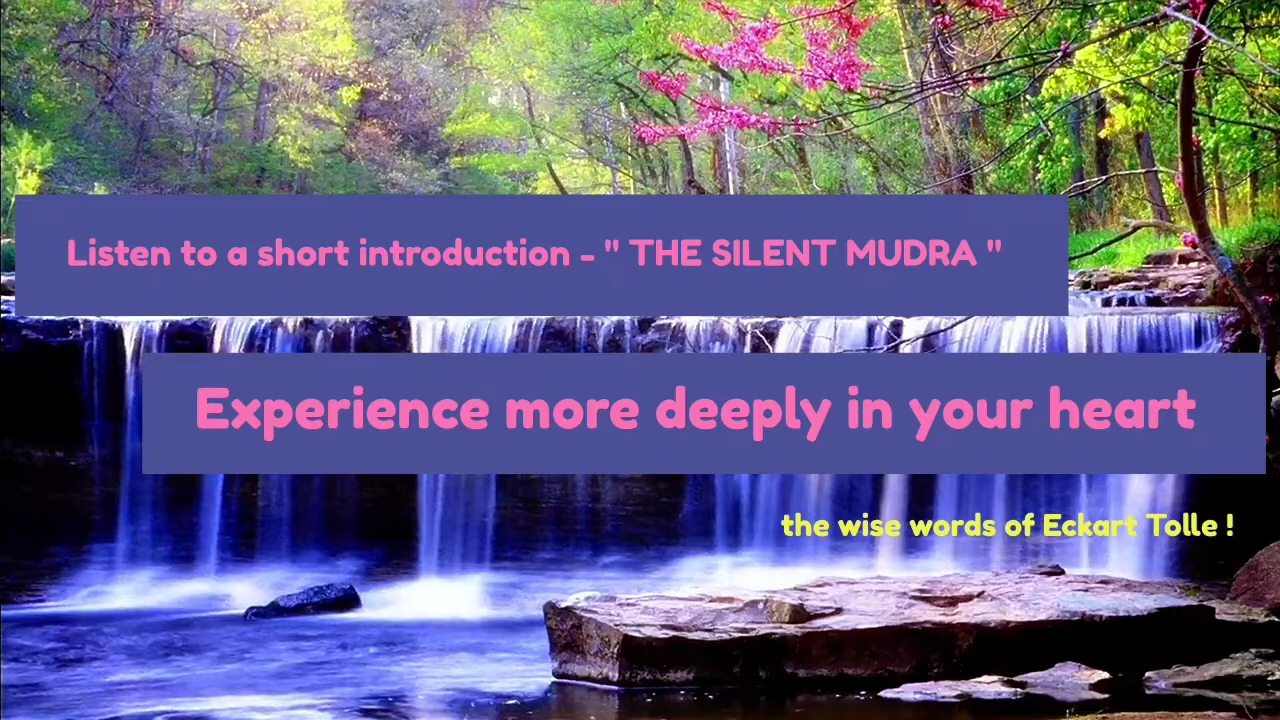 Listen to a short introduction - " THE SILENT MUDRA "
Experience more deeply in your heart
the wise words of Eckart Tolle !